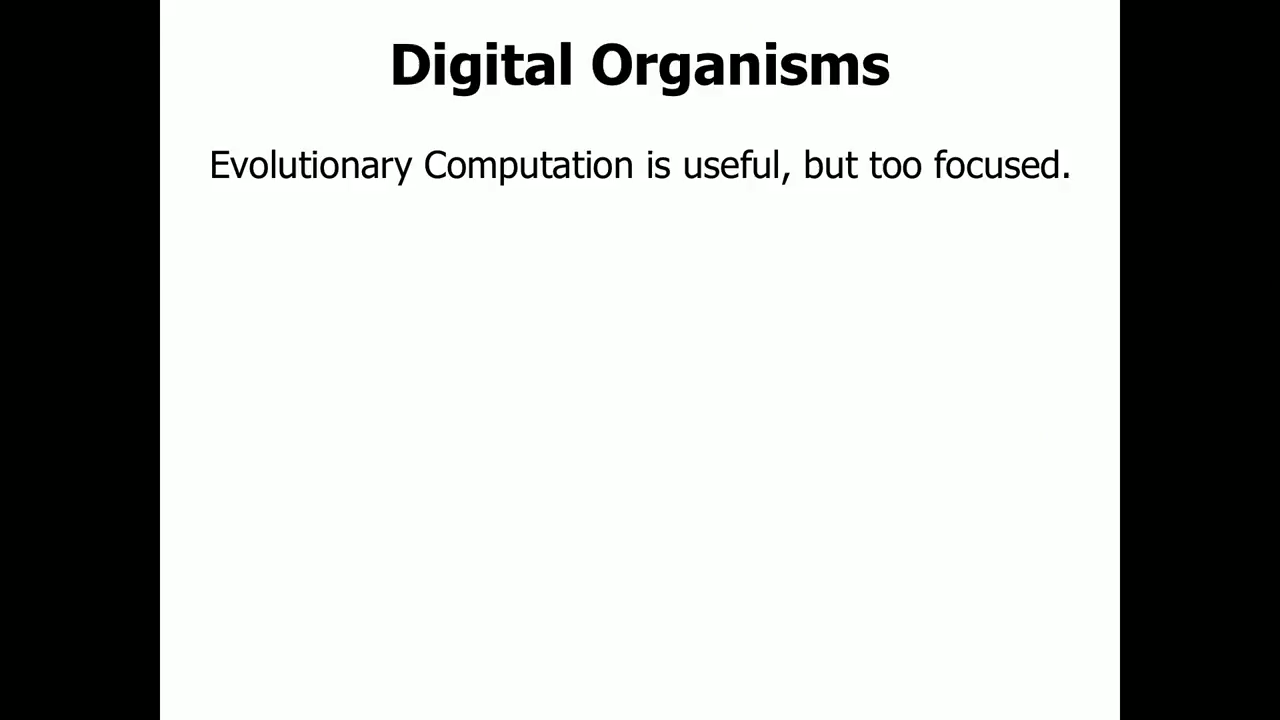 Digital Organisms
Evolutionary Computation is useful, but too focused.